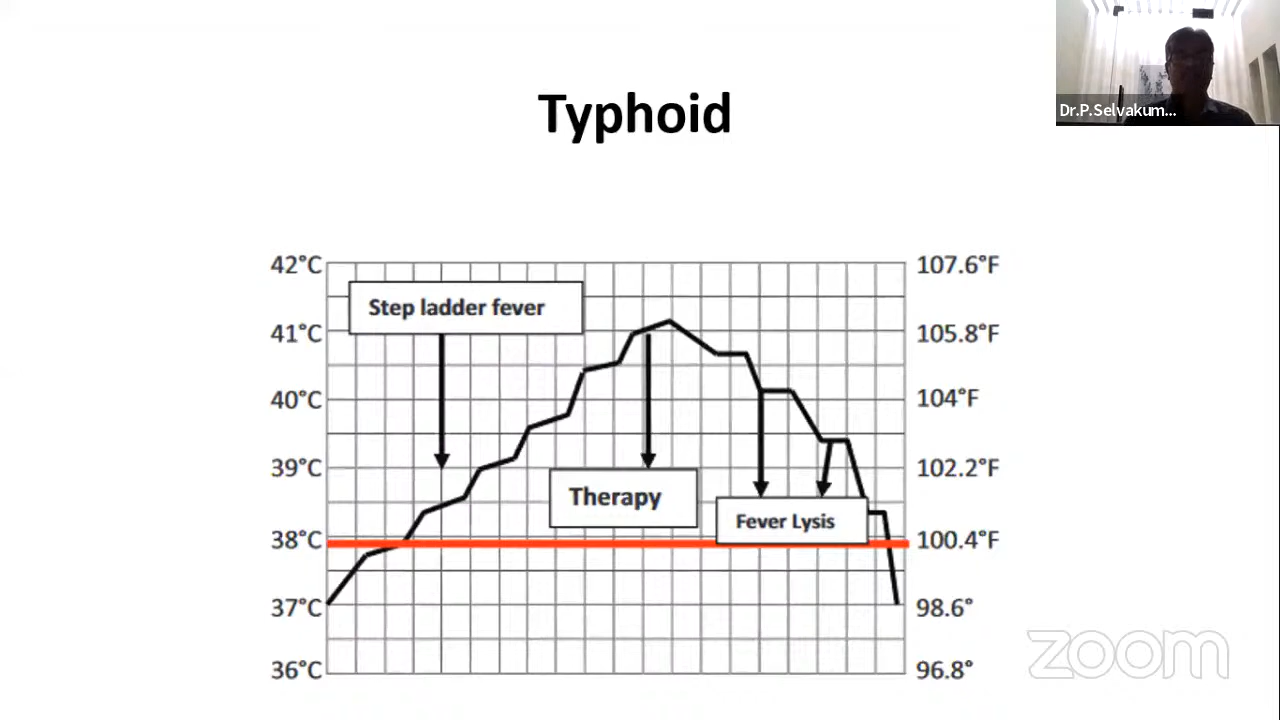 Dr.P.Selvakum...
Typhoid
42°C
107.6°F
Step ladder fever
41°C
105.8°F
40°C
104°F
39°C
102.2°F
Therapy
Fever Lysis
38°C
100.4°F
37°C
98.6°
36°C
96.8°
zoom